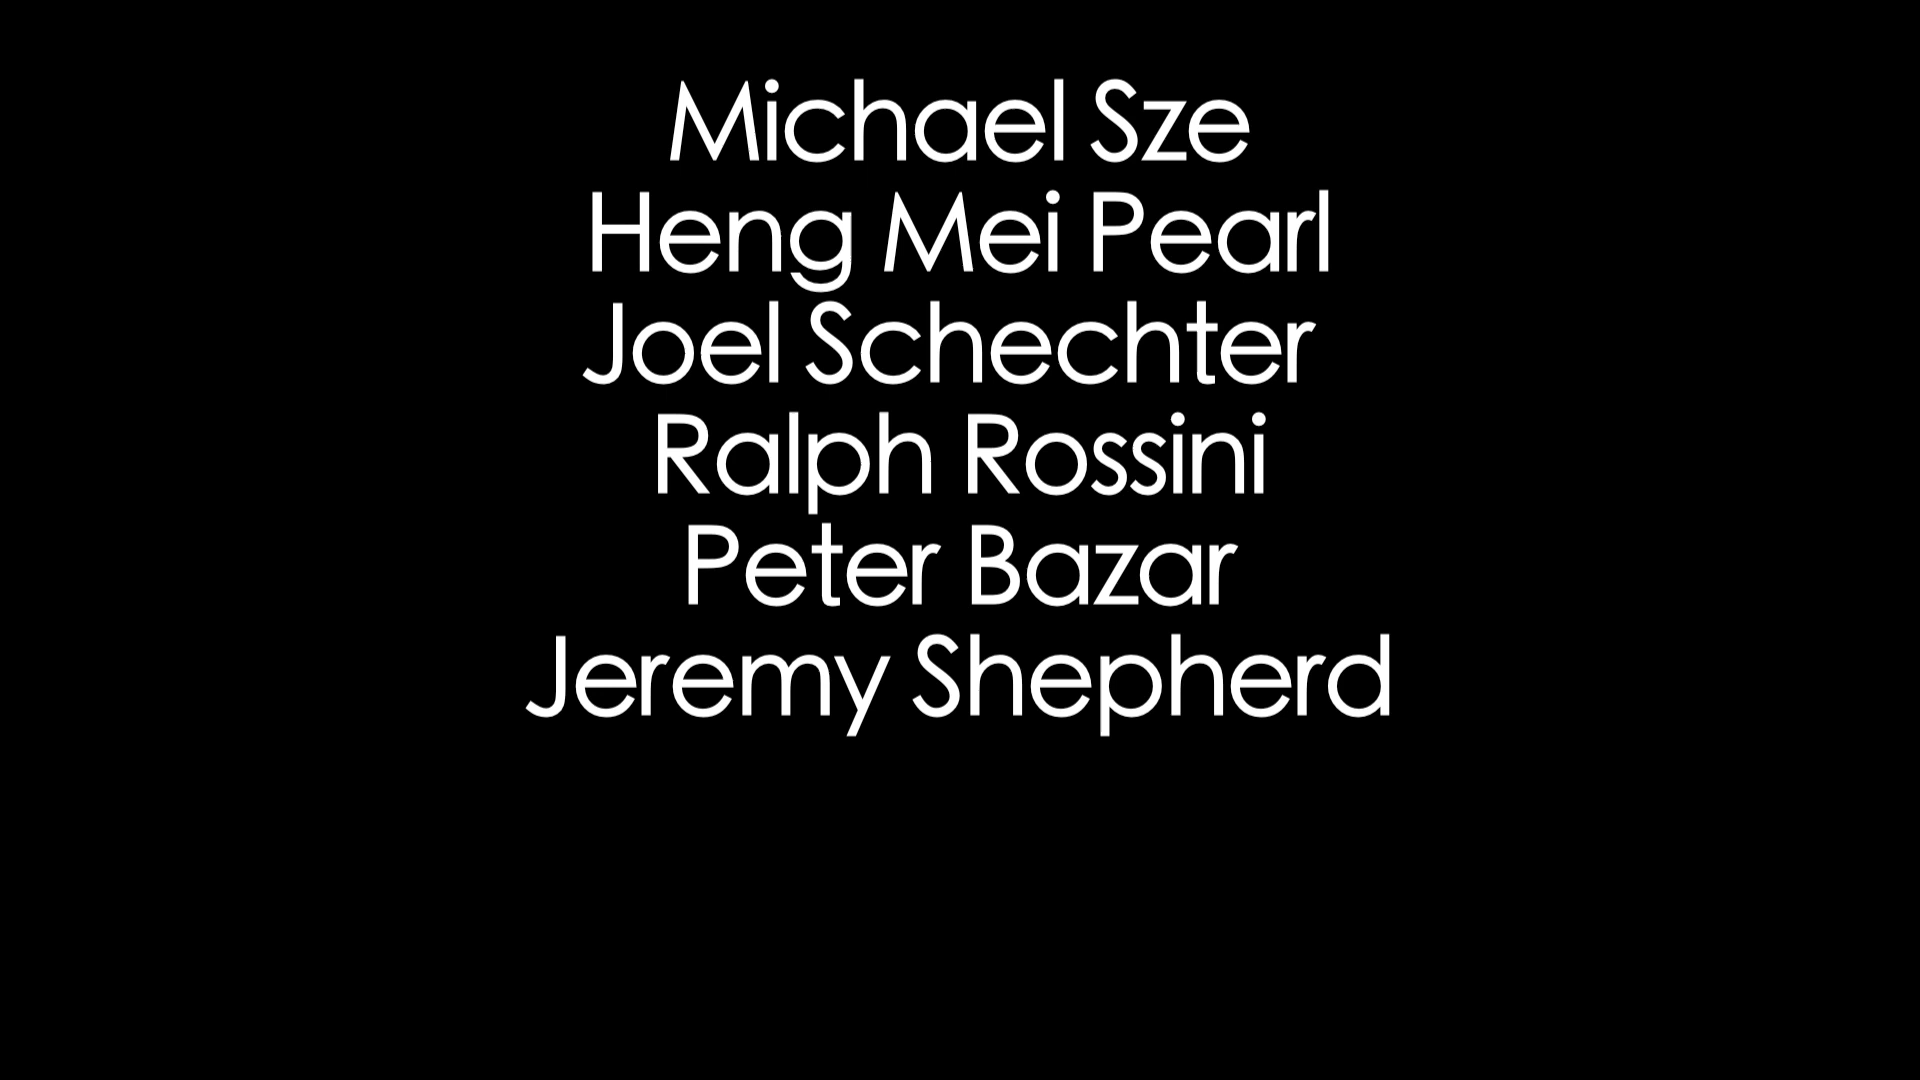 Michael Sze
Heng Mei Pearl
Joel Schechter
Ralph Rossini
Peter Bazar
Jeremy Shepherd